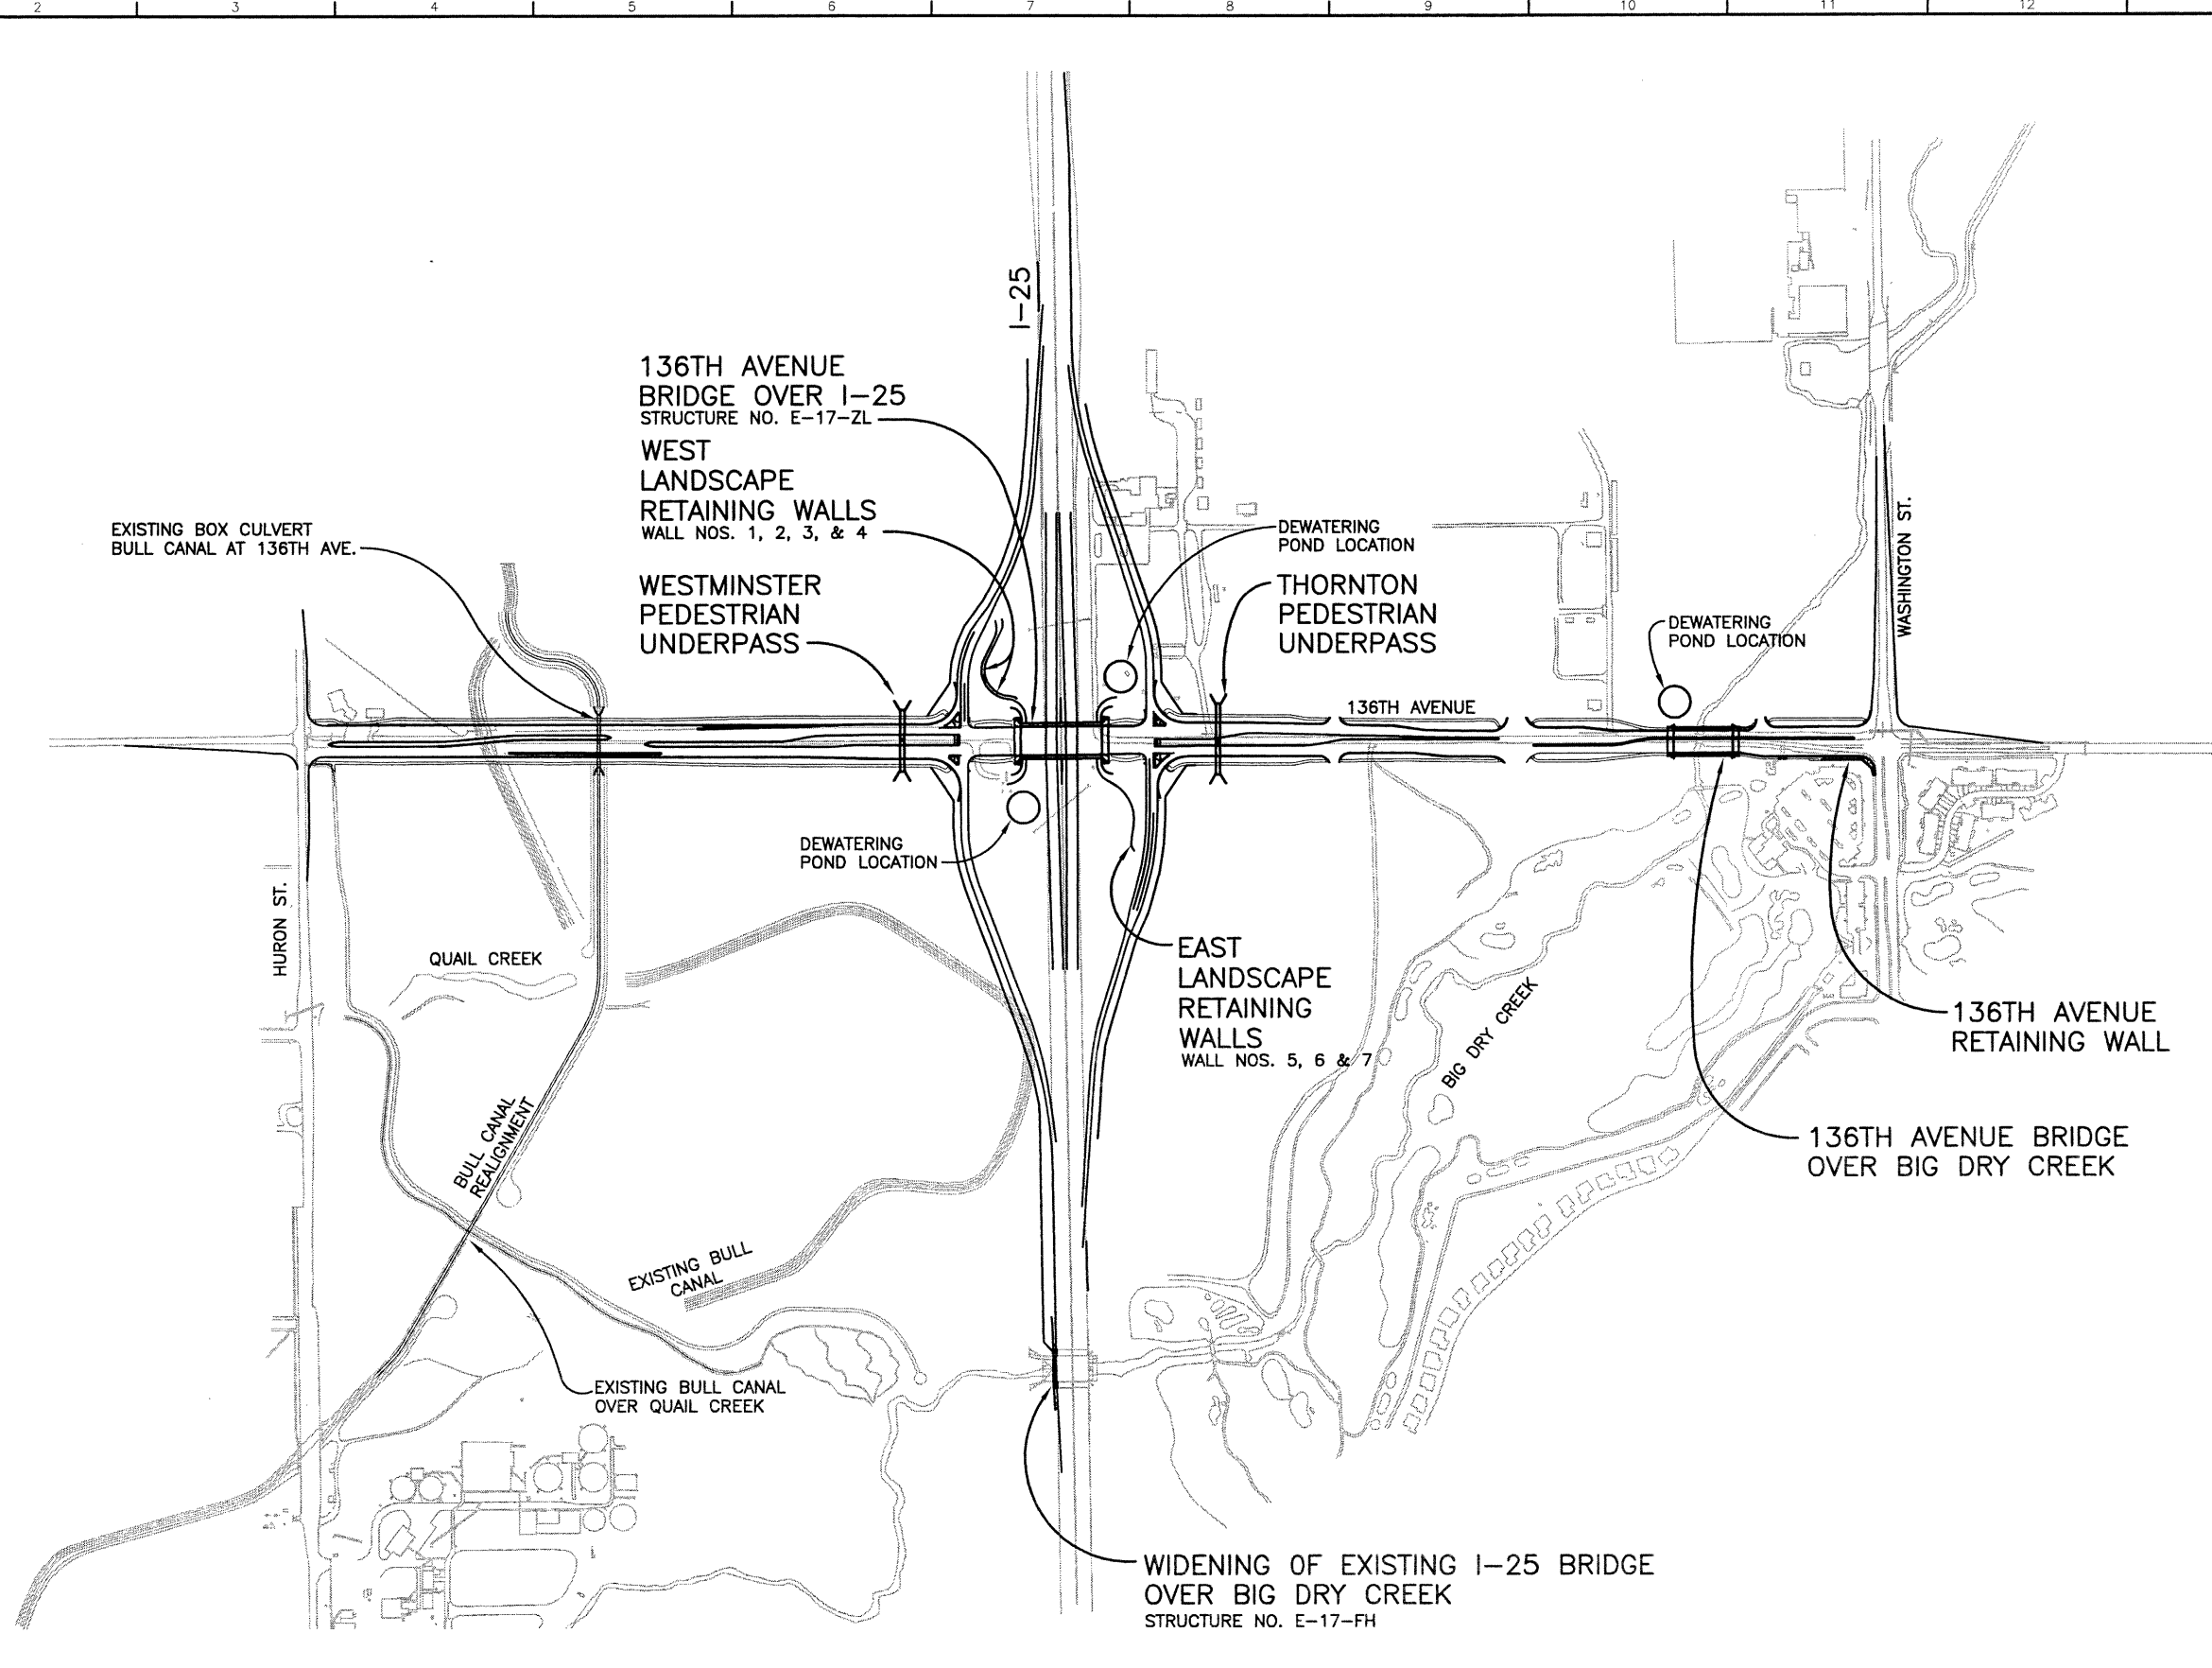 2 3 4 5 6 7 8 9 10 11 12
I-25
136TH AVENUE
BRIDGE OVER I-25
STRUCTURE NO. E-17-ZL
WEST
LANDSCAPE
RETAINING WALLS
WALL NOS. 1, 2, 3, & 4
EXISTING BOX CULVERT
BULL CANAL AT 136TH AVE.
WESTMINSTER
PEDESTRIAN
UNDERPASS
DEWATERING
POND LOCATION
THORNTON
PEDESTRIAN
UNDERPASS
DEWATERING
POND LOCATION
WASHINGTON ST.
136TH AVENUE
DEWATERING
POND LOCATION
HURON ST.
QUAIL CREEK
EAST
LANDSCAPE
RETAINING
WALLS
WALL NOS. 5, 6 & 7
BIG DRY CREEK
136TH AVENUE
RETAINING WALL
BULL CANAL
REALIGNMENT
136TH AVENUE BRIDGE
OVER BIG DRY CREEK
EXISTING BULL
CANAL
EXISTING BULL CANAL
OVER QUAIL CREEK
WIDENING OF EXISTING I-25 BRIDGE
OVER BIG DRY CREEK
STRUCTURE NO. E-17-FH